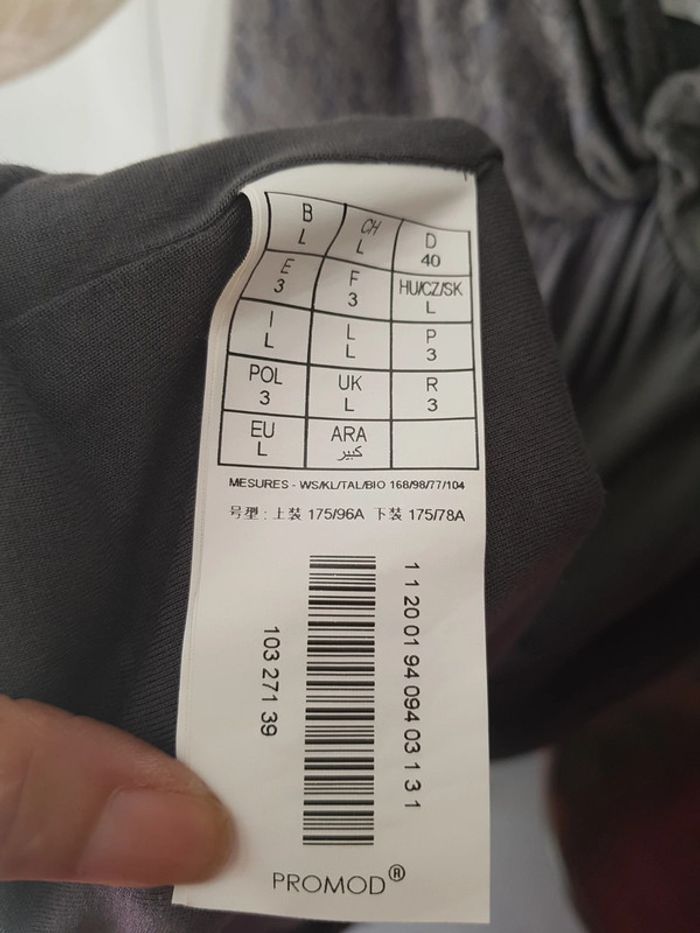 B CH D
L L 40
E F HU/CZ/SK
3 3 L
I L P
L L 3
POL UK R
3 L 3
EU ARA
L كبير
MESURES - WS/KL/TAL/BIO 168/98/77/104
号型：上装 175/96A 下装 175/78A
1 1 20 01 94 094 03 1 3 1
103 271 39
PROMOD®